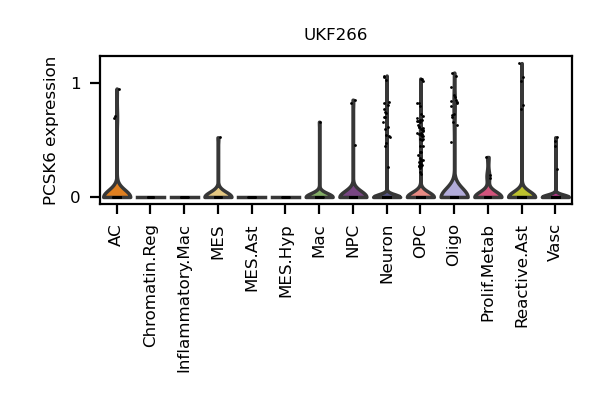 UKF266
PCSK6 expression
1
0
AC
Chromatin.Reg
Inflammatory.Mac
MES
MES.Ast
MES.Hyp
Mac
NPC
Neuron
OPC
Oligo
Prolif.Metab
Reactive.Ast
Vasc